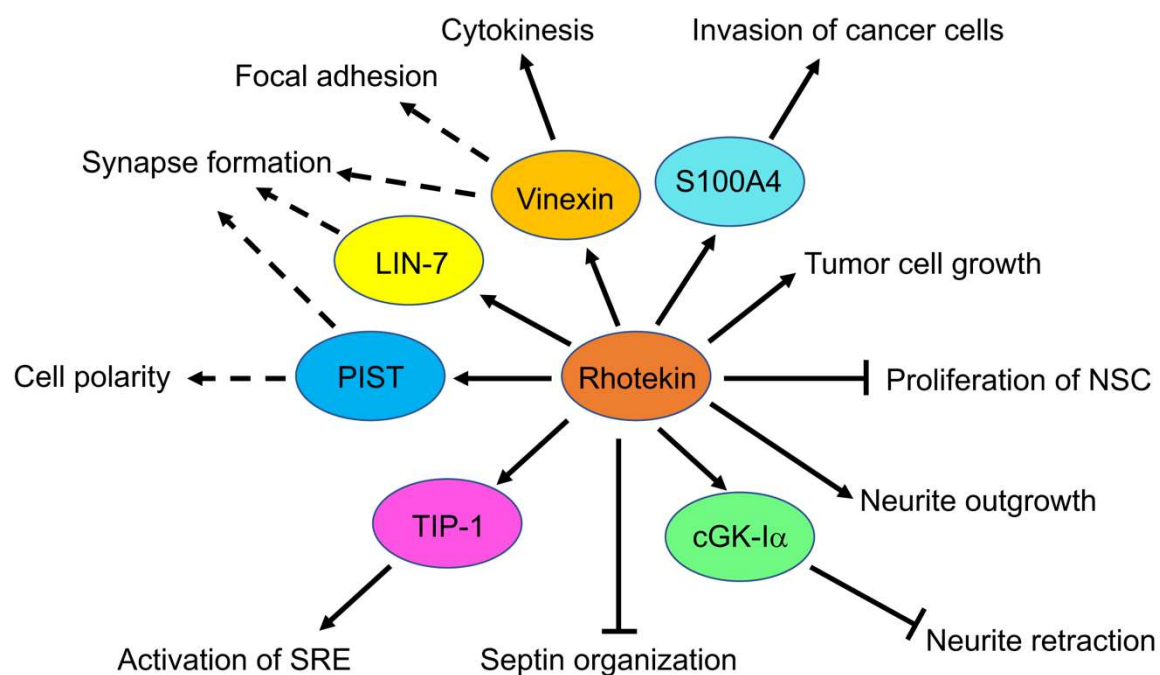 Cytokinesis
Invasion of cancer cells
Focal adhesion
Synapse formation
Vinexin
S100A4
LIN-7
Tumor cell growth
Cell polarity
PIST
Rhotekin
Proliferation of NSC
TIP-1
cGK-Iα
Neurite outgrowth
Activation of SRE
Septin organization
Neurite retraction